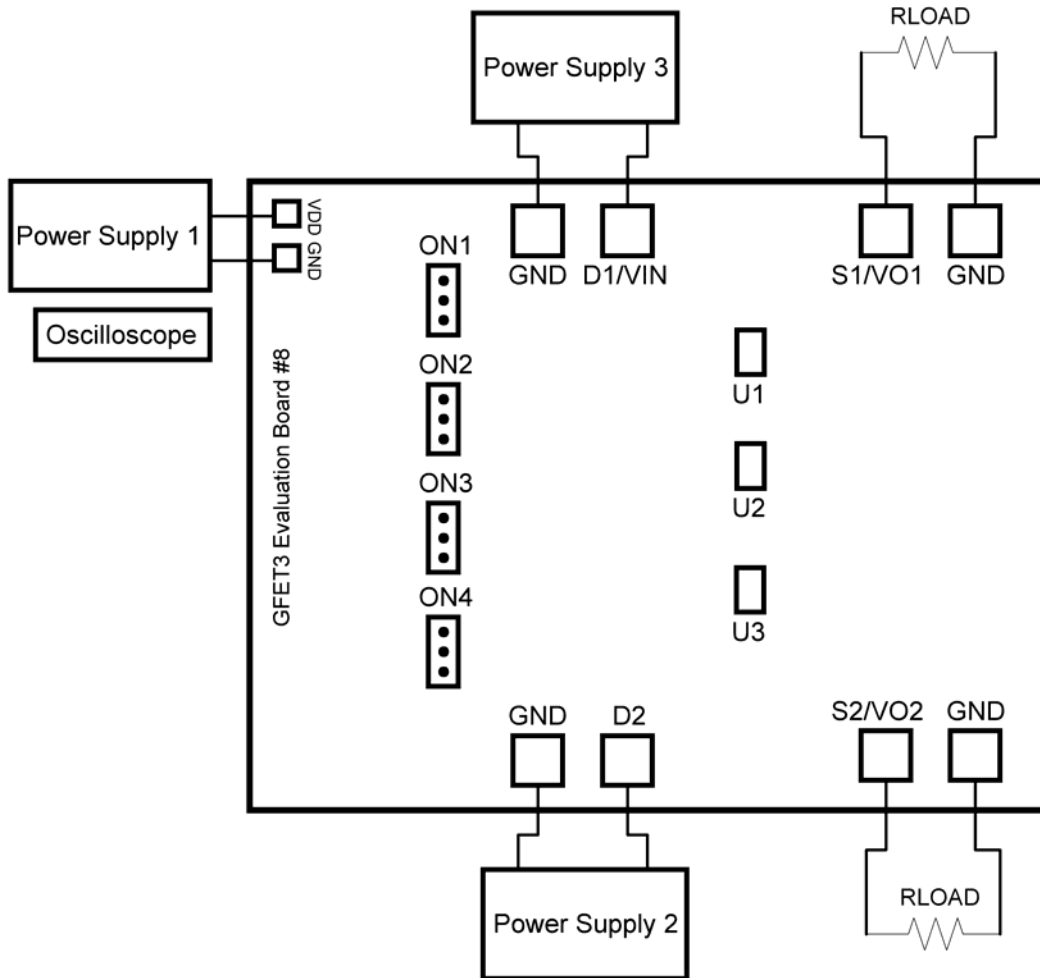 RLOAD
Power Supply 3
Power Supply 1
VDD
GND
Oscilloscope
GFET3 Evaluation Board #8
ON1
ON2
ON3
ON4
GND
D1/VIN
S1/VO1
GND
U1
U2
U3
GND
D2
S2/VO2
GND
Power Supply 2
RLOAD